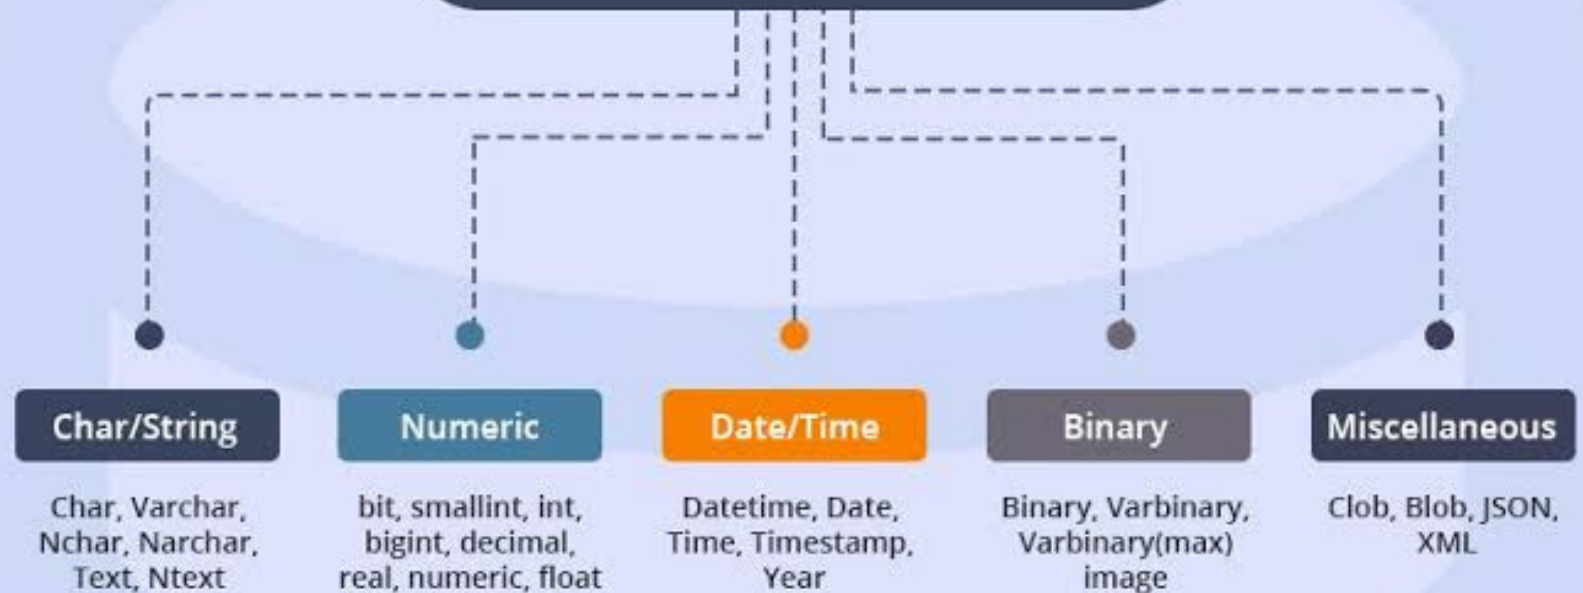 Char/String
Char, Varchar,
Nchar, Narchar,
Text, Ntext
Numeric
bit, smallint, int,
bigint, decimal,
real, numeric, float
Date/Time
Datetime, Date,
Time, Timestamp,
Year
Binary
Binary, Varbinary,
Varbinary(max)
image
Miscellaneous
Clob, Blob, JSON,
XML